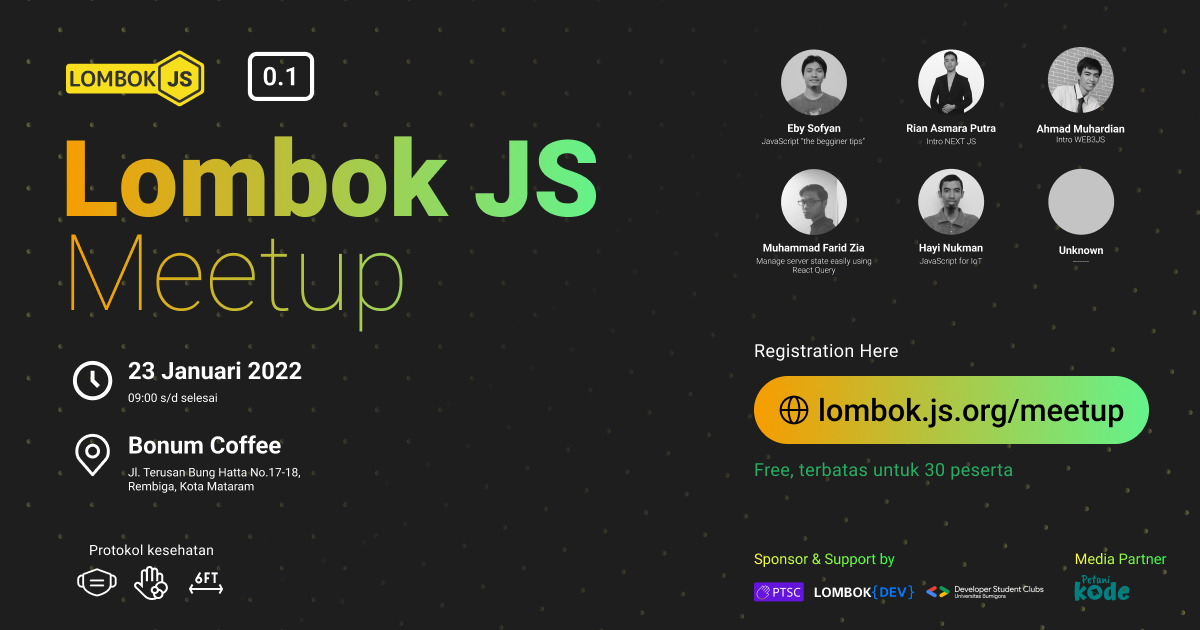 LOMBOK JS
0.1
Lombok JS
Meetup
23 Januari 2022
09:00 s/d selesai
Bonum Coffee
Jl. Terusan Bung Hatta No.17-18,
Rembiga, Kota Mataram
Protokol kesehatan
6FT
Eby Sofyan
JavaScript "the begginer tips"
Rian Asmara Putra
Intro NEXT JS
Ahmad Muhardian
Intro WEB3JS
Muhammad Farid Zia
Manage server state easily using
React Query
Hayi Nukman
JavaScript for IoT
Unknown
Registration Here
lombok.js.org/meetup
Free, terbatas untuk 30 peserta
Sponsor & Support by
PTSC
LOMBOK{DEV}
Developer Student Clubs
Universitas Bumigora
Media Partner
Petani
kode